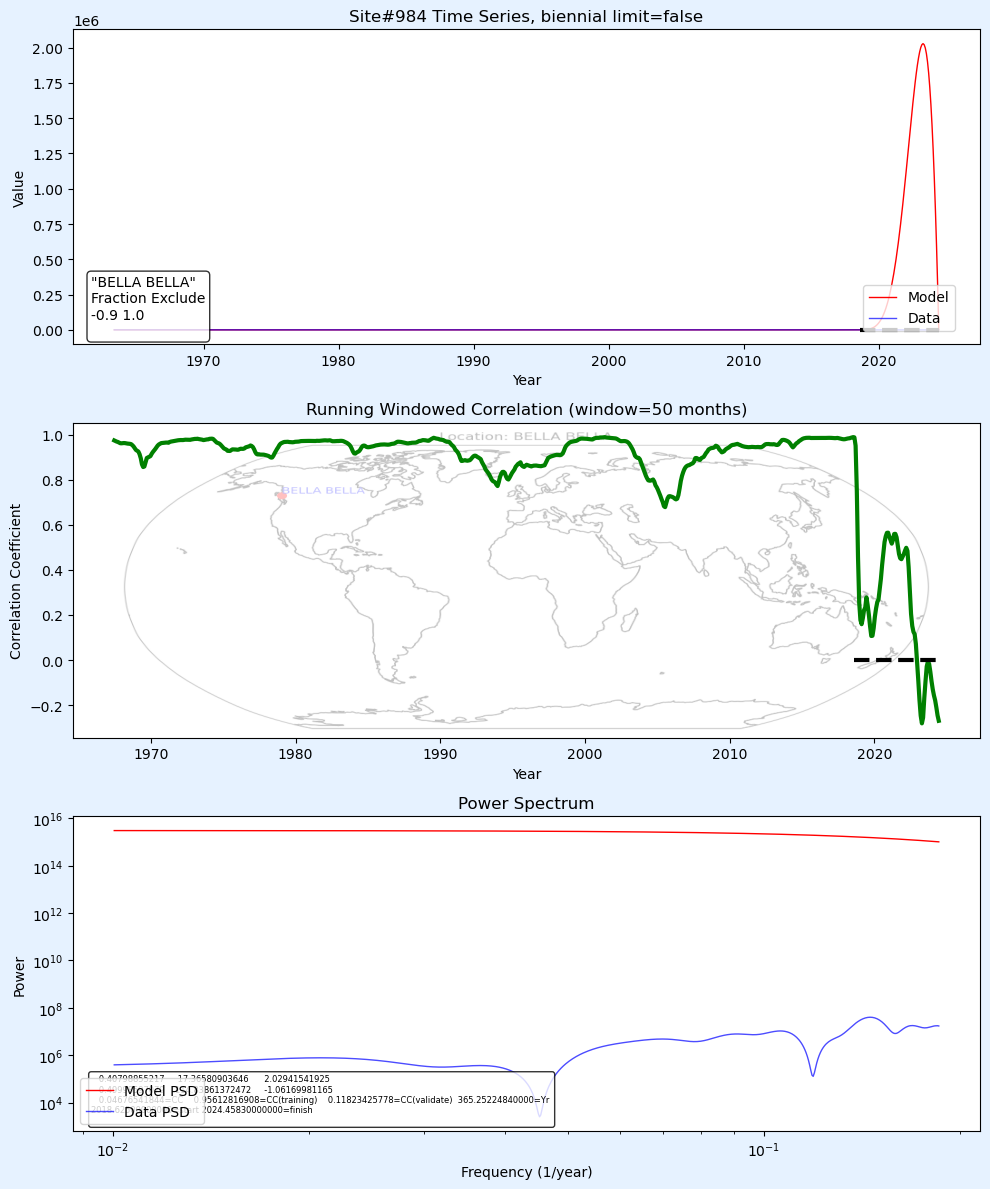 Site#984 Time Series, biennial limit=false
1e6
2.00
1.75
1.50
1.25
1.00
0.75
0.50
0.25
0.00
Value
"BELLA BELLA"
Fraction Exclude
-0.9 1.0
Model
Data
1970
1980
1990
2000
2010
2020
Year
Running Windowed Correlation (window=50 months)
Location: BELLA BELLA
BELLA BELLA
1.0
0.8
0.6
0.4
0.2
0.0
−0.2
Correlation Coefficient
1970
1980
1990
2000
2010
2020
Year
Power Spectrum
10^16
10^14
10^12
10^10
10^8
10^6
10^4
Power
17.36580903646 2.02941541925
-1.06169981165
0.04676541844=CC 0.95612816908=CC(training) 0.11823425778=CC(validate) 365.25224840000=Yr
2024.45830000000=finish
Model PSD
Data PSD
10^−2
10^−1
Frequency (1/year)